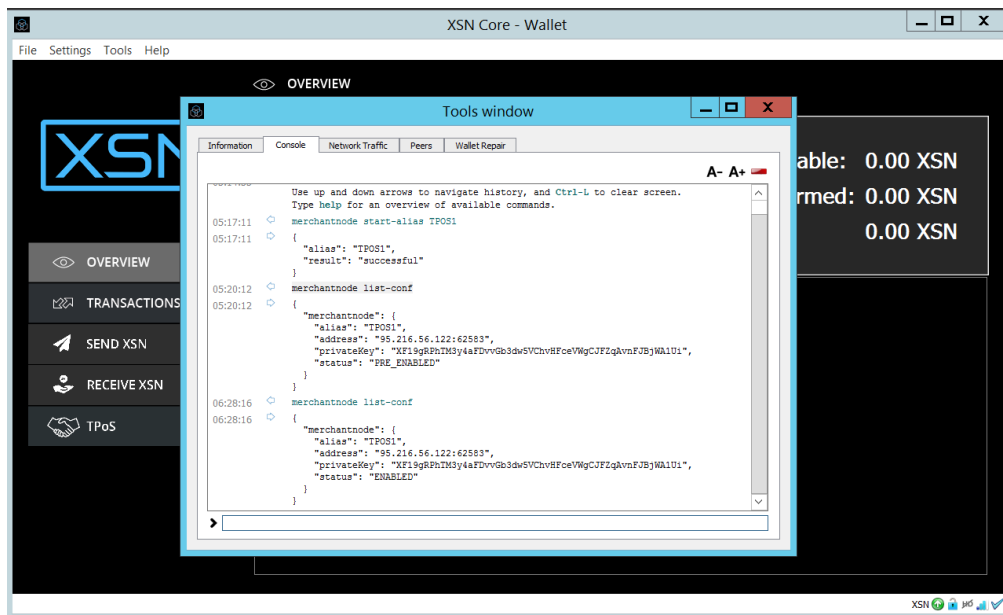 XSN Core - Wallet
File Settings Tools Help
OVERVIEW
XSN
able: 0.00 XSN
rmed: 0.00 XSN
0.00 XSN
OVERVIEW
TRANSACTIONS
SEND XSN
RECEIVE XSN
TPoS
Tools window
Information Console Network Traffic Peers Wallet Repair
A- A+
Use up and down arrows to navigate history, and Ctrl-L to clear screen.
Type help for an overview of available commands.
05:17:11 merchantnode start-alias TPOS1
05:17:11 {
"alias": "TPOS1",
"result": "successful"
}
05:20:12 merchantnode list-conf
05:20:12 {
"merchantnode": {
"alias": "TPOS1",
"address": "95.216.56.122:62583",
"privateKey": "XF19gRPhTM3y4aFDvvGb3dw5VChvHFceVWgCJFZqAvnFJBjWA1Ui",
"status": "PRE_ENABLED"
}
}
06:28:16 merchantnode list-conf
06:28:16 {
"merchantnode": {
"alias": "TPOS1",
"address": "95.216.56.122:62583",
"privateKey": "XF19gRPhTM3y4aFDvvGb3dw5VChvHFceVWgCJFZqAvnFJBjWA1Ui",
"status": "ENABLED"
}
}
XSN HD